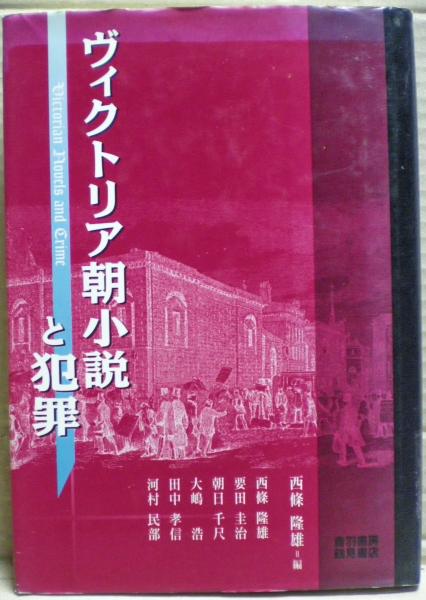 ヴィクトリア朝小説
と犯罪
Victorian Novels and Crime
西條 隆雄=編
西條 隆雄
要田 圭治
朝日 千尺
大嶋 浩
田中 孝信
河村 民部
音羽書房
鶴見書店